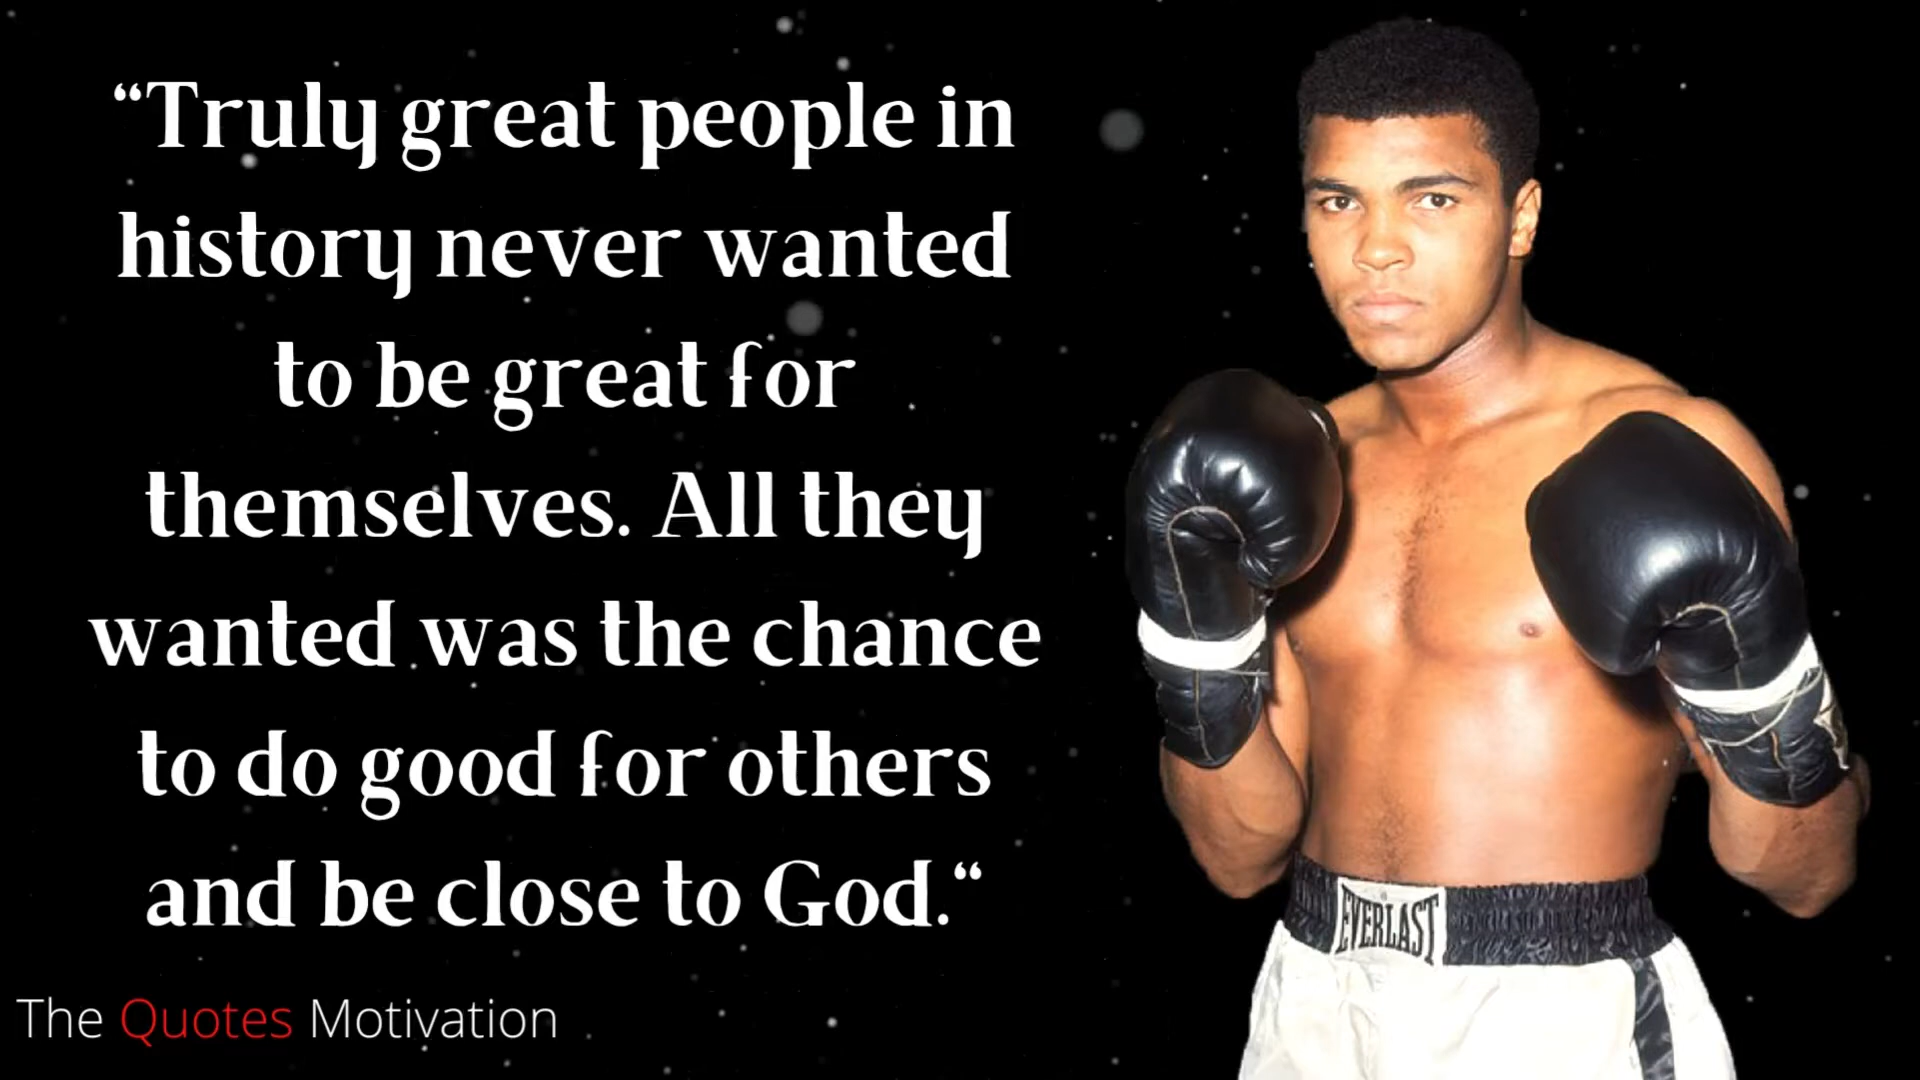 “Truly great people in
history never wanted
to be great for
themselves. All they
wanted was the chance
to do good for others
and be close to God.“
The Quotes Motivation
EVERLAST